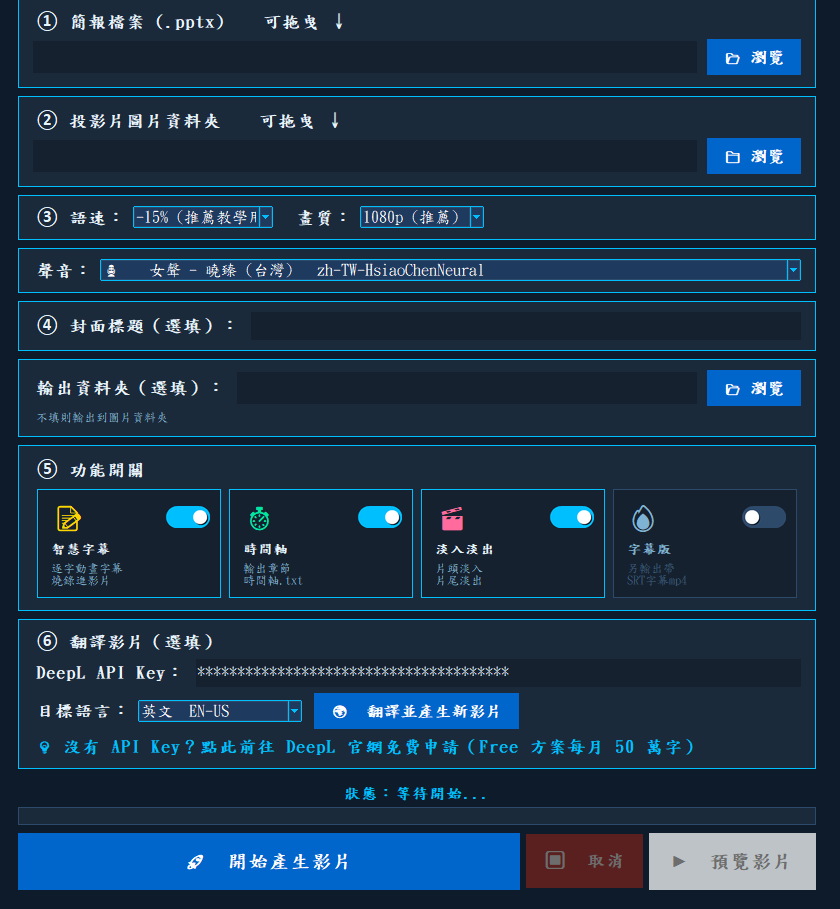 ① 簡報檔案 (.pptx) 可拖曳 ↓
瀏覽
② 投影片圖片資料夾 可拖曳 ↓
瀏覽
③ 語速： -15% (推薦教學用 畫質： 1080p (推薦)
聲音： 女聲 - 曉臻 (台灣) zh-TW-HsiaoChenNeural
④ 封面標題（選填）：
輸出資料夾（選填）： 瀏覽
不填則輸出到圖片資料夾
⑤ 功能開關
智慧字幕
逐字動畫字幕
燒錄進影片
時間軸
輸出章節
時間軸.txt
淡入淡出
片頭淡入
片尾淡出
字幕版
另輸出帶
SRT字幕mp4
⑥ 翻譯影片（選填）
DeepL API Key： ***************************************
目標語言： 英文 EN-US 翻譯並產生新影片
沒有 API Key？點此前往 DeepL 官網免費申請（Free 方案每月 50 萬字）
狀態：等待開始...
開始產生影片 取消 預覽影片